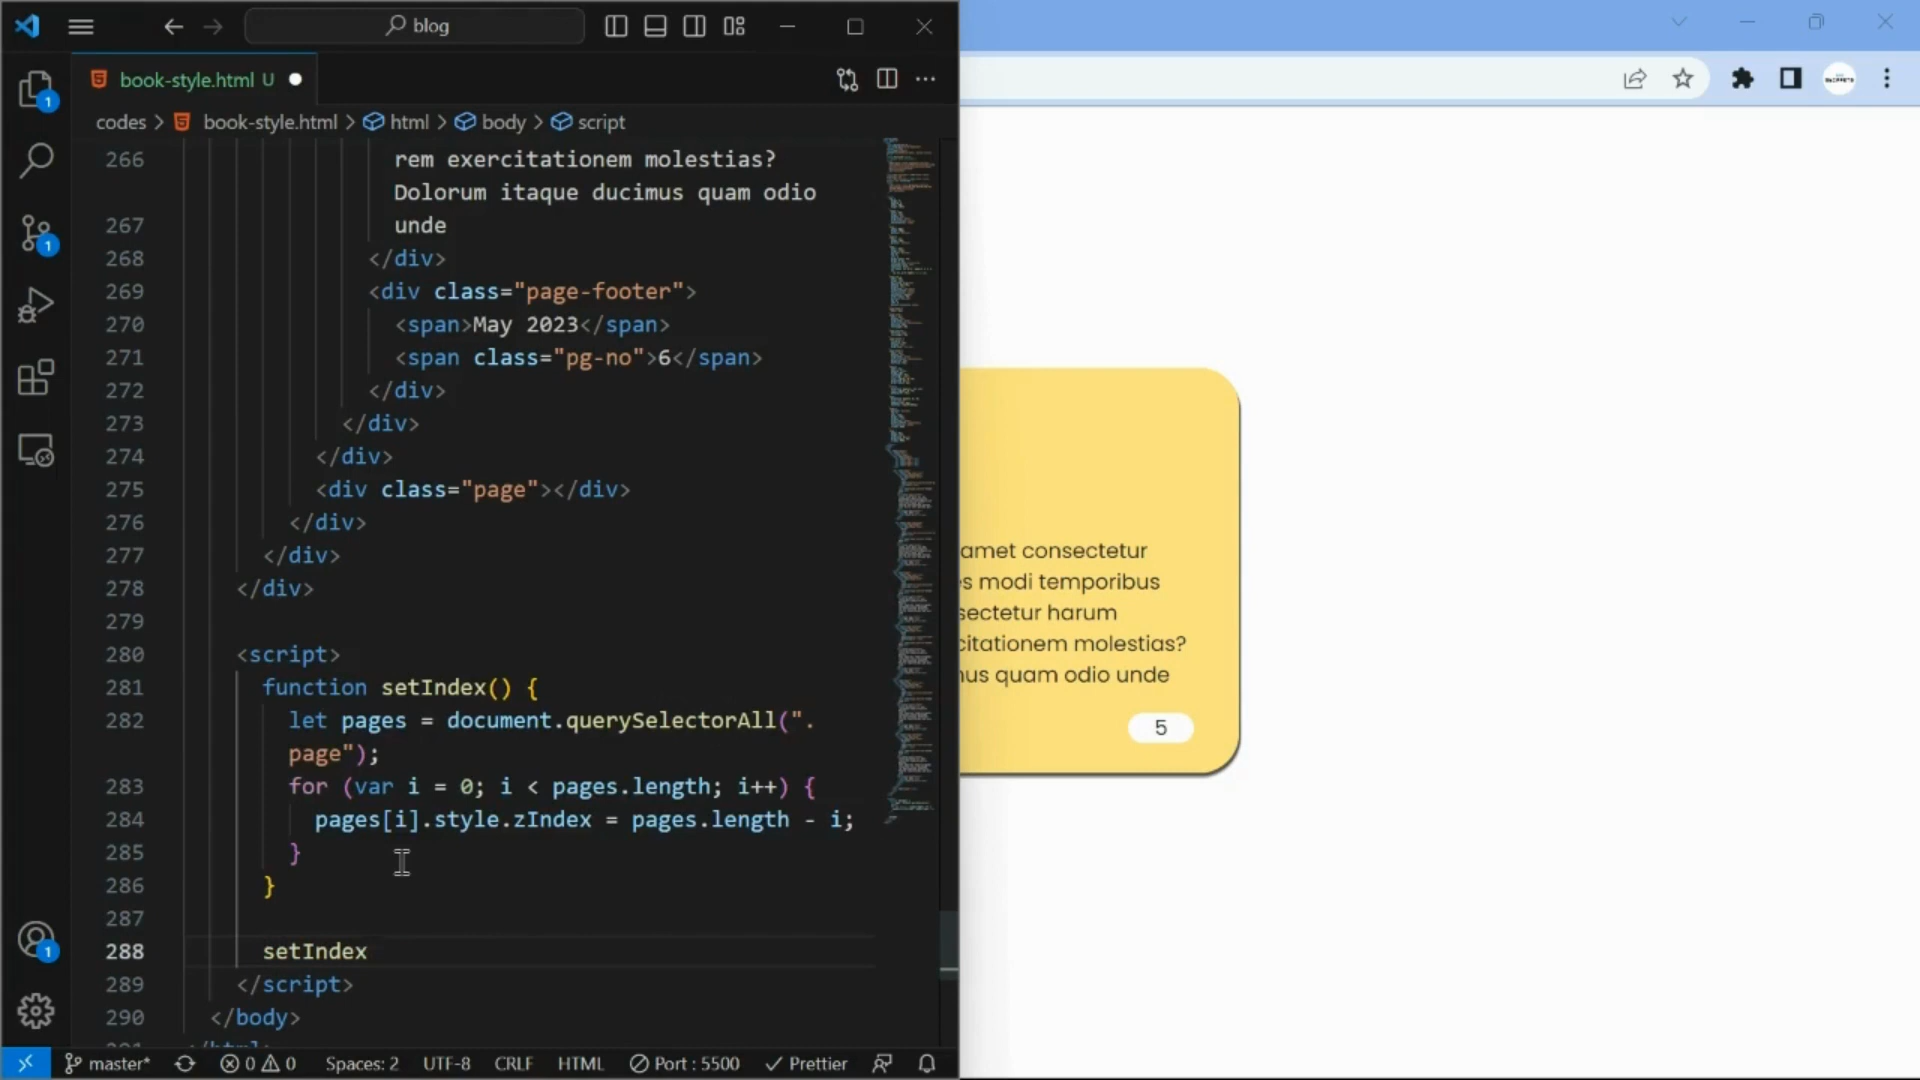 blog
book-style.html U
codes > book-style.html > html > body > script
266 rem exercitationem molestias?
Dolorum itaque ducimus quam odio
267 unde
268 </div>
269 <div class="page-footer">
270 <span>May 2023</span>
271 <span class="pg-no">6</span>
272 </div>
273 </div>
274 </div>
275 <div class="page"></div>
276 </div>
277 </div>
278 </div>
279
280 <script>
281 function setIndex() {
282 let pages = document.querySelectorAll(".
page");
283 for (var i = 0; i < pages.length; i++) {
284 pages[i].style.zIndex = pages.length - i;
285 }
286 }
287
288 setIndex
289 </script>
290 </body>
1
1
1
master* 0 0 Spaces: 2 UTF-8 CRLF HTML Port : 5500 Prettier
amet consectetur
s modi temporibus
sectetur harum
citationem molestias?
us quam odio unde
5